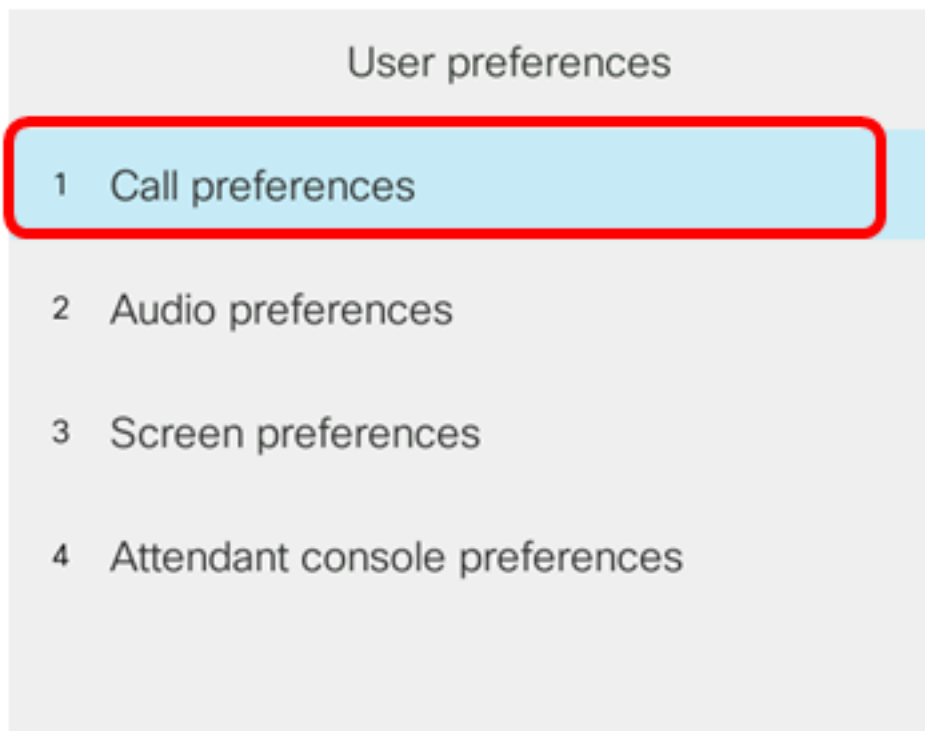 User preferences
1 Call preferences
2 Audio preferences
3 Screen preferences
4 Attendant console preferences